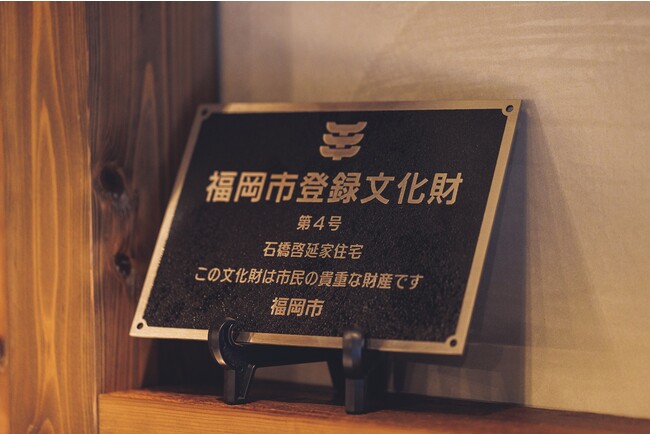 福岡市登録文化財
第4号
石橋啓延家住宅
この文化財は市民の貴重な財産です
福岡市